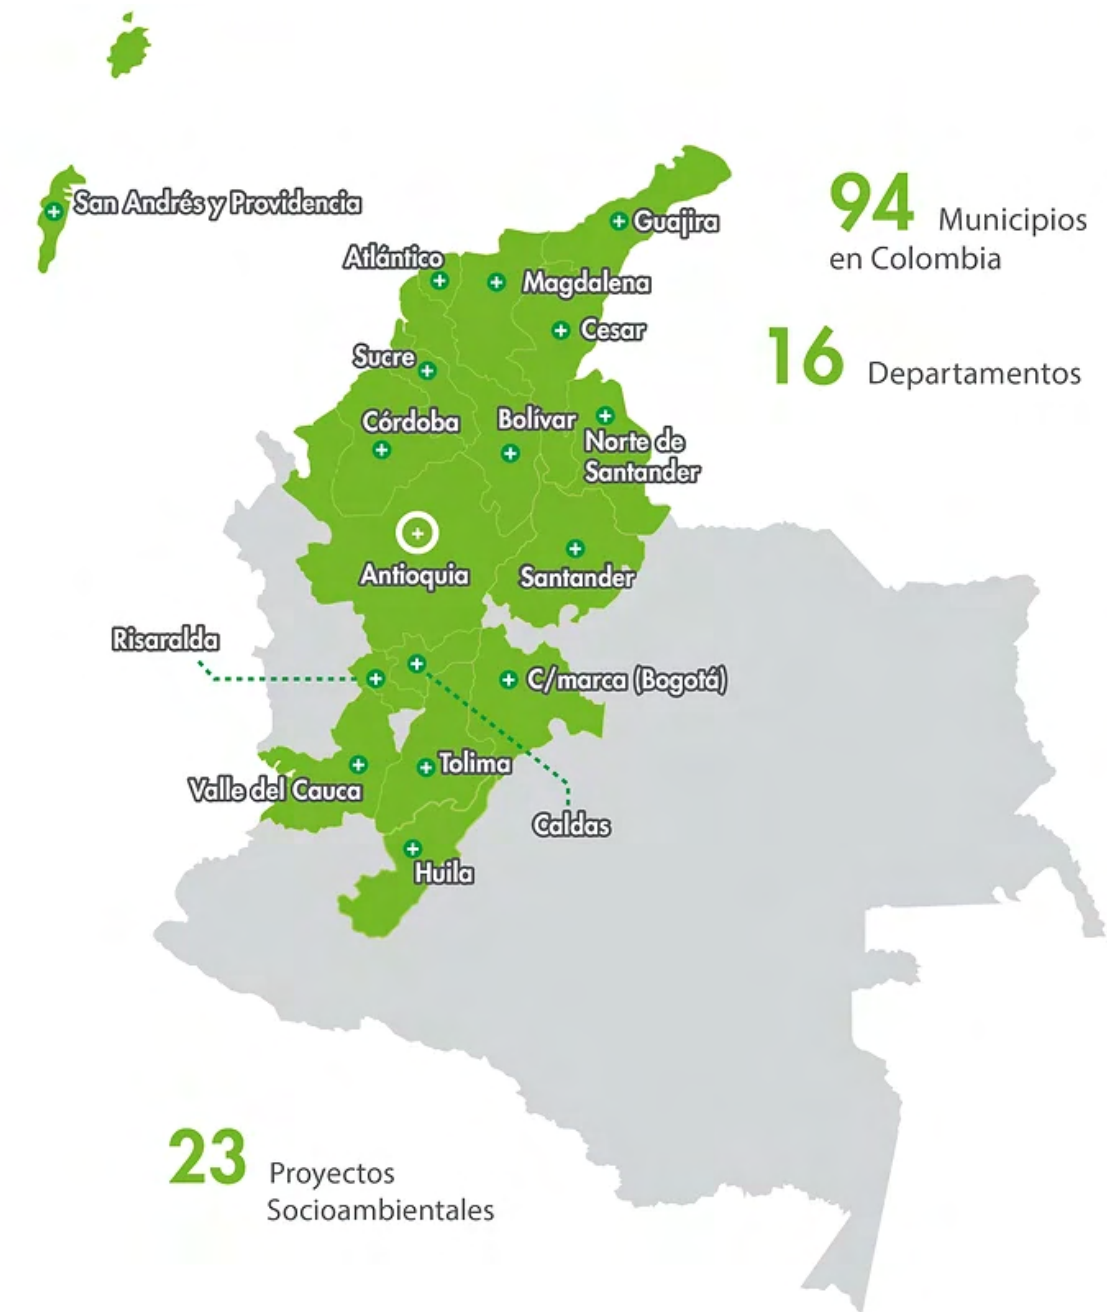 San Andrés y Providencia
Guajira
94 Municipios
en Colombia
Atlántico
Magdalena
Cesar
16 Departamentos
Sucre
Córdoba
Bolívar
Norte de
Santander
Antioquia
Santander
Risaralda
C/marca (Bogotá)
Tolima
Valle del Cauca
Caldas
Huila
23 Proyectos
Socioambientales